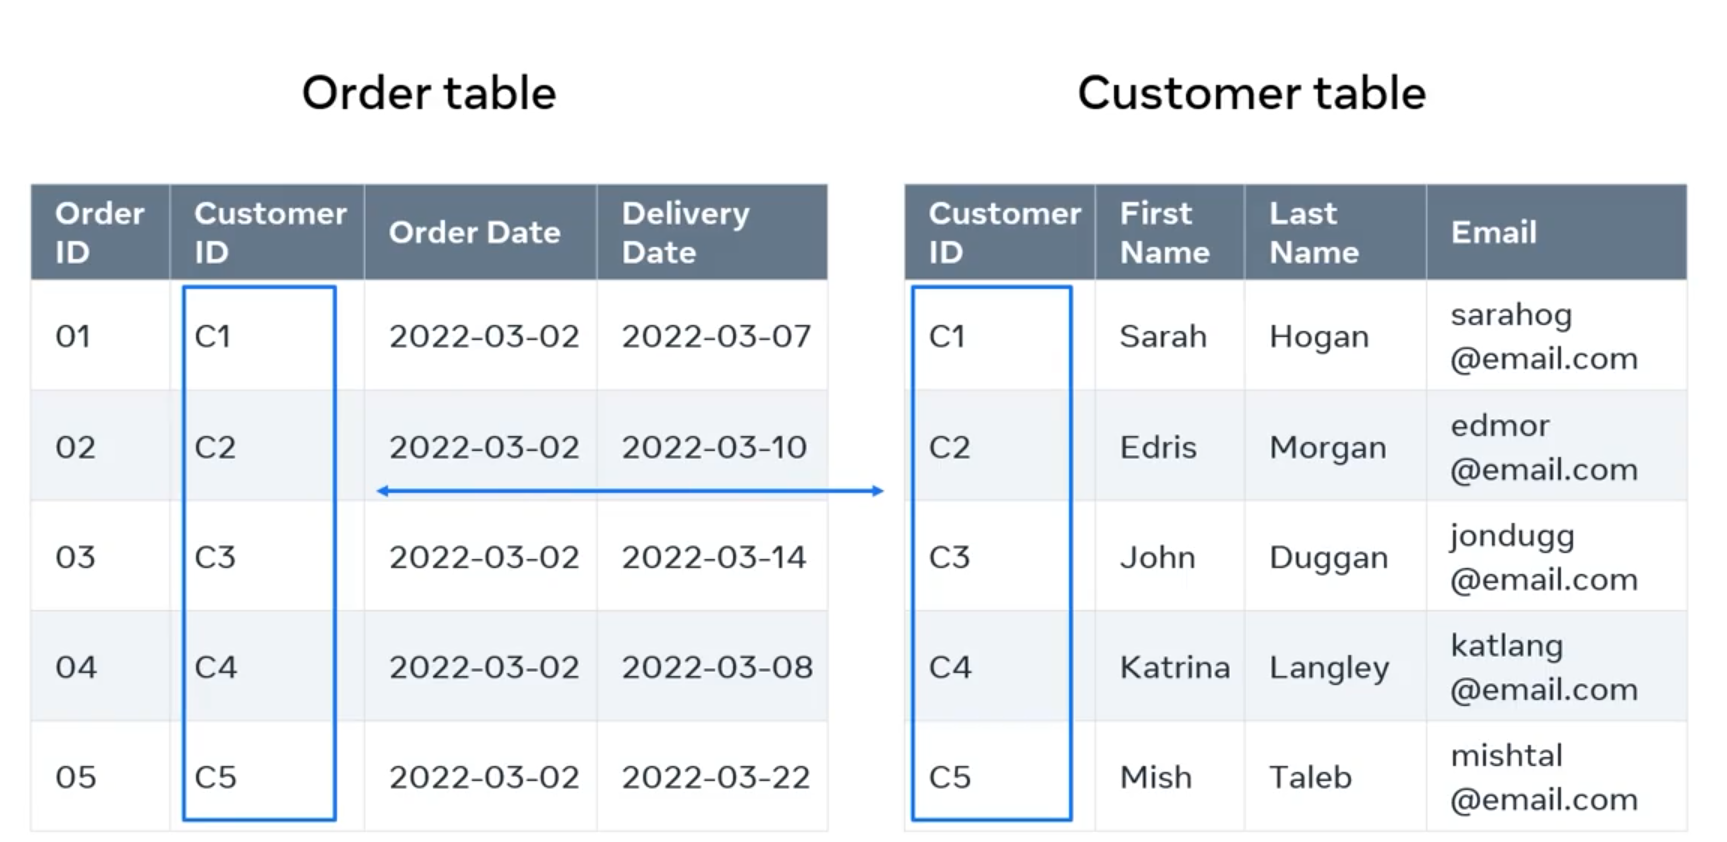 Order table
Order ID | Customer ID | Order Date | Delivery Date
01 | C1 | 2022-03-02 | 2022-03-07
02 | C2 | 2022-03-02 | 2022-03-10
03 | C3 | 2022-03-02 | 2022-03-14
04 | C4 | 2022-03-02 | 2022-03-08
05 | C5 | 2022-03-02 | 2022-03-22
Customer table
Customer ID | First Name | Last Name | Email
C1 | Sarah | Hogan | sarahog @email.com
C2 | Edris | Morgan | edmor @email.com
C3 | John | Duggan | jondugg @email.com
C4 | Katrina | Langley | katlang @email.com
C5 | Mish | Taleb | mishtal @email.com